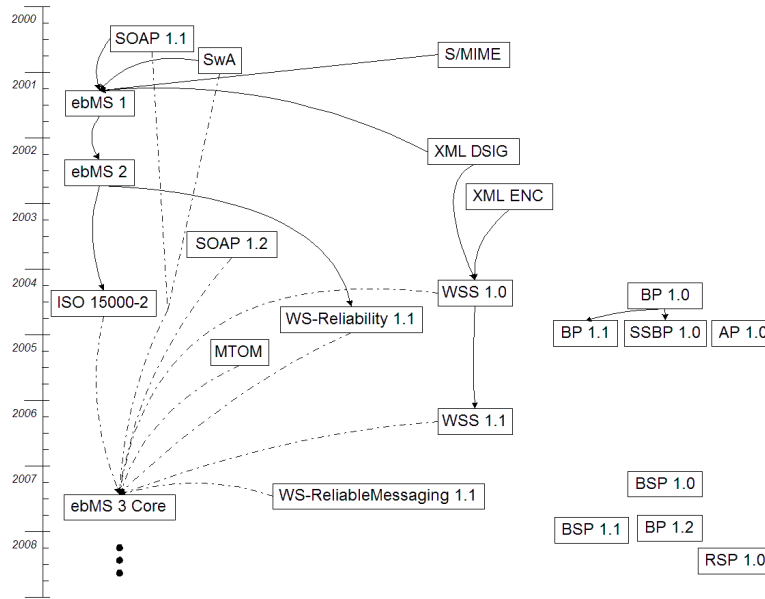 2000
SOAP 1.1
SwA
S/MIME
2001
ebMS 1
2002
XML DSIG
ebMS 2
XML ENC
2003
SOAP 1.2
2004
ISO 15000-2
WSS 1.0
BP 1.0
WS-Reliability 1.1
BP 1.1
SSBP 1.0
AP 1.0
2005
MTOM
2006
WSS 1.1
2007
BSP 1.0
ebMS 3 Core
WS-ReliableMessaging 1.1
BSP 1.1
BP 1.2
2008
RSP 1.0